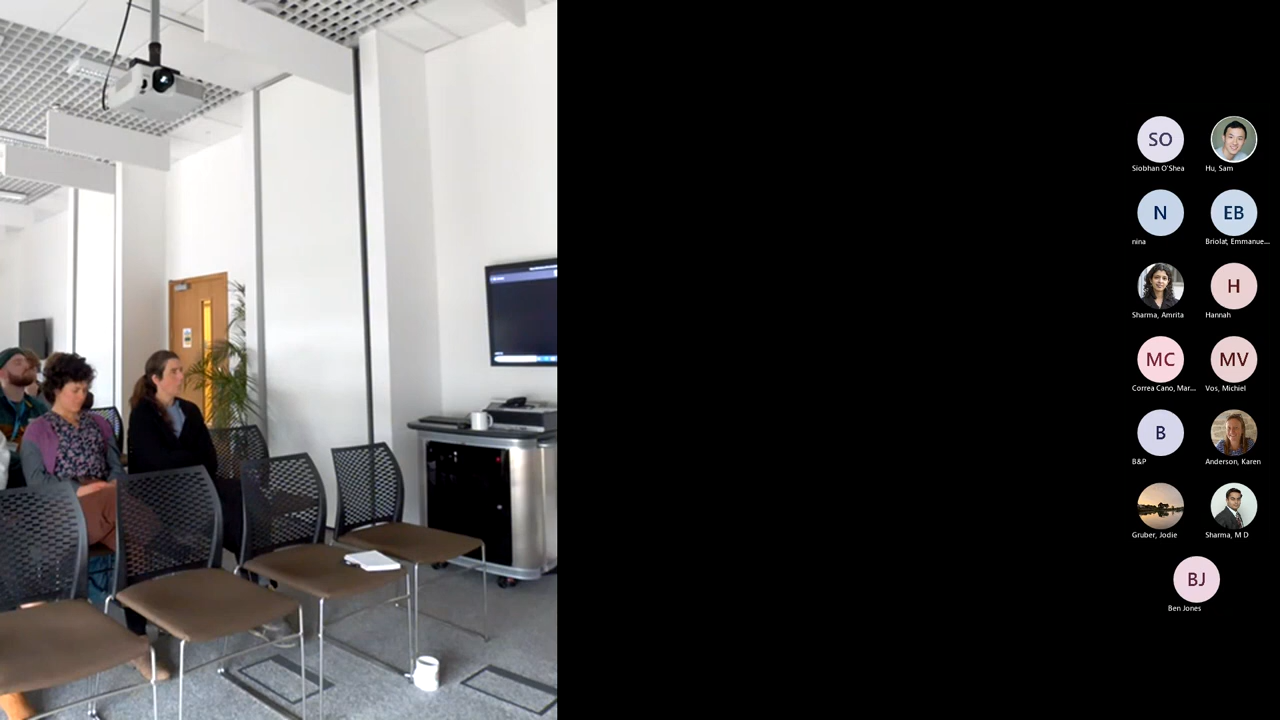 SO
Siobhan O'Shea
Hu, Sam
N
nina
EB
Briolat, Emmanue...
Sharma, Amrita
H
Hannah
MC
Correa Cano, Mar...
MV
Vos, Michiel
B
B&P
Anderson, Karen
Gruber, Jodie
Sharma, M D
BJ
Ben Jones